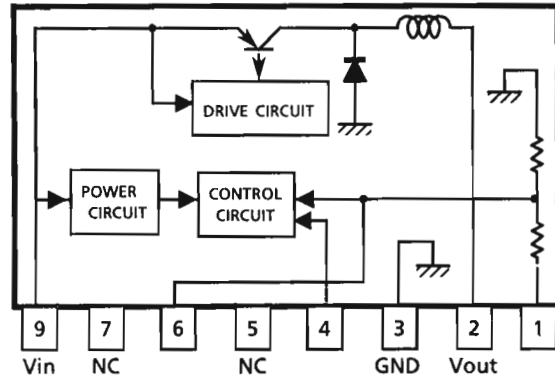 DRIVE CIRCUIT
POWER
CIRCUIT
CONTROL
CIRCUIT
9 7 6 5 4 3 2 1
Vin NC NC GND Vout